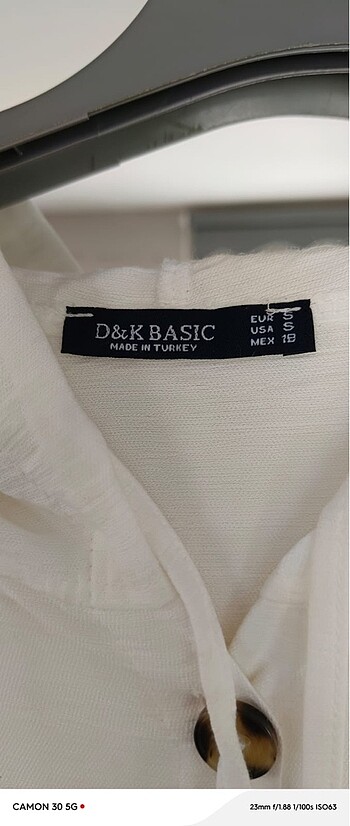 D&K BASIC
MADE IN TURKEY
EUR S
USA S
MEX 18
CAMON 30 5G
23mm f/1.88 1/100s ISO63